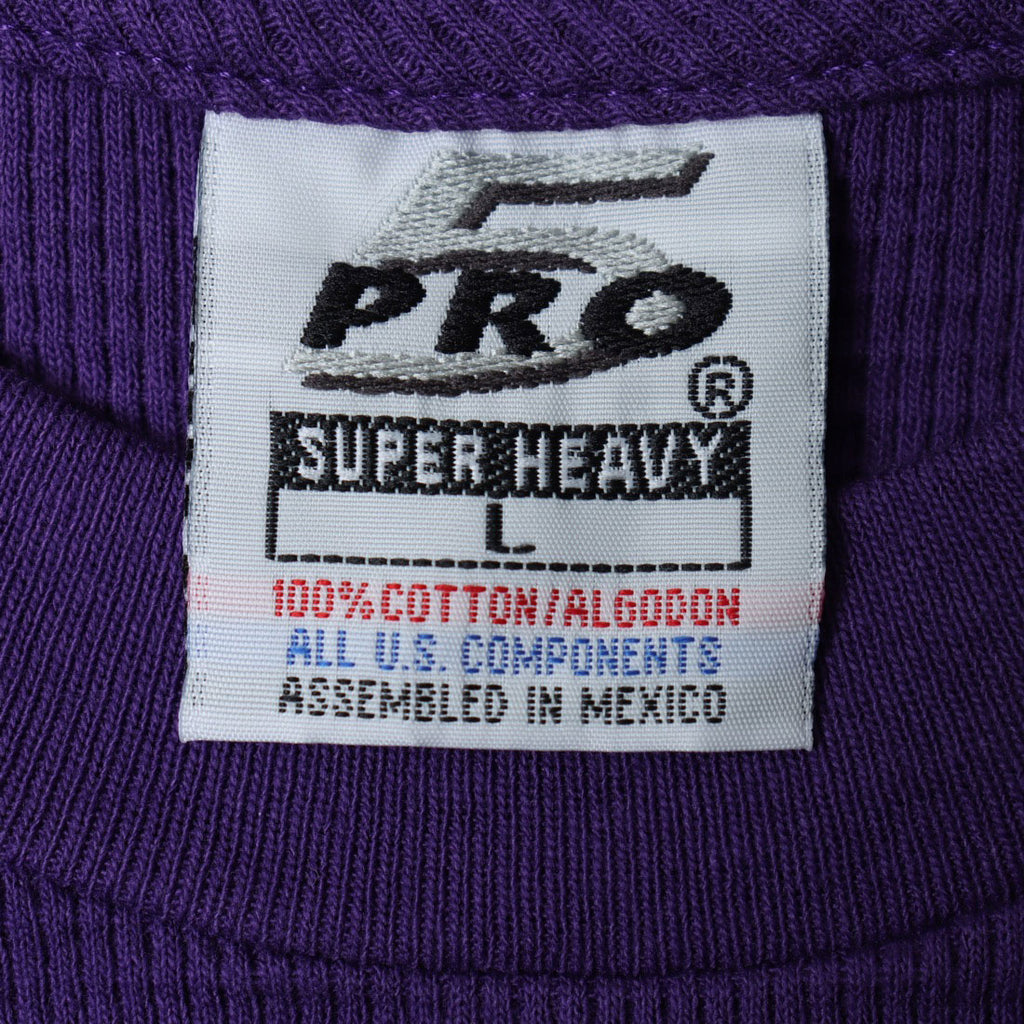 5
PRO
®
SUPER HEAVY
L
100% COTTON/ALGODON
ALL U.S. COMPONENTS
ASSEMBLED IN MEXICO